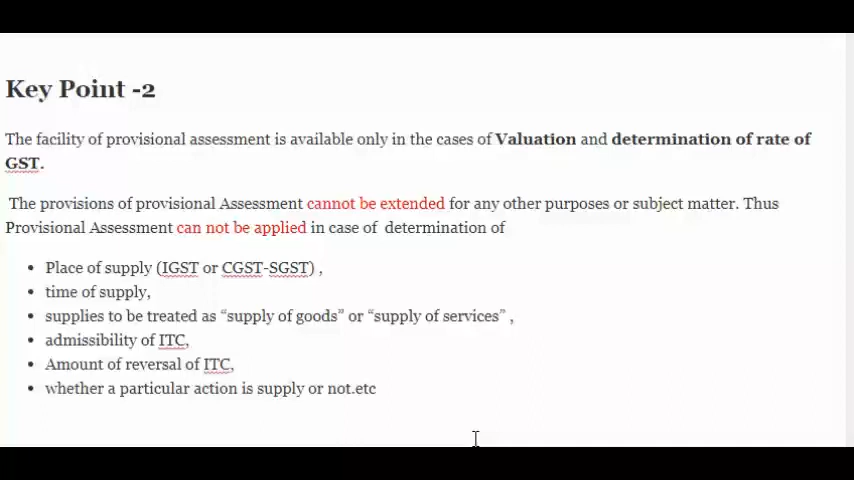 Key Point -2
The facility of provisional assessment is available only in the cases of Valuation and determination of rate of
GST.
The provisions of provisional Assessment cannot be extended for any other purposes or subject matter. Thus
Provisional Assessment can not be applied in case of determination of
• Place of supply (IGST or CGST-SGST) ,
• time of supply,
• supplies to be treated as “supply of goods” or “supply of services” ,
• admissibility of ITC,
• Amount of reversal of ITC,
• whether a particular action is supply or not.etc